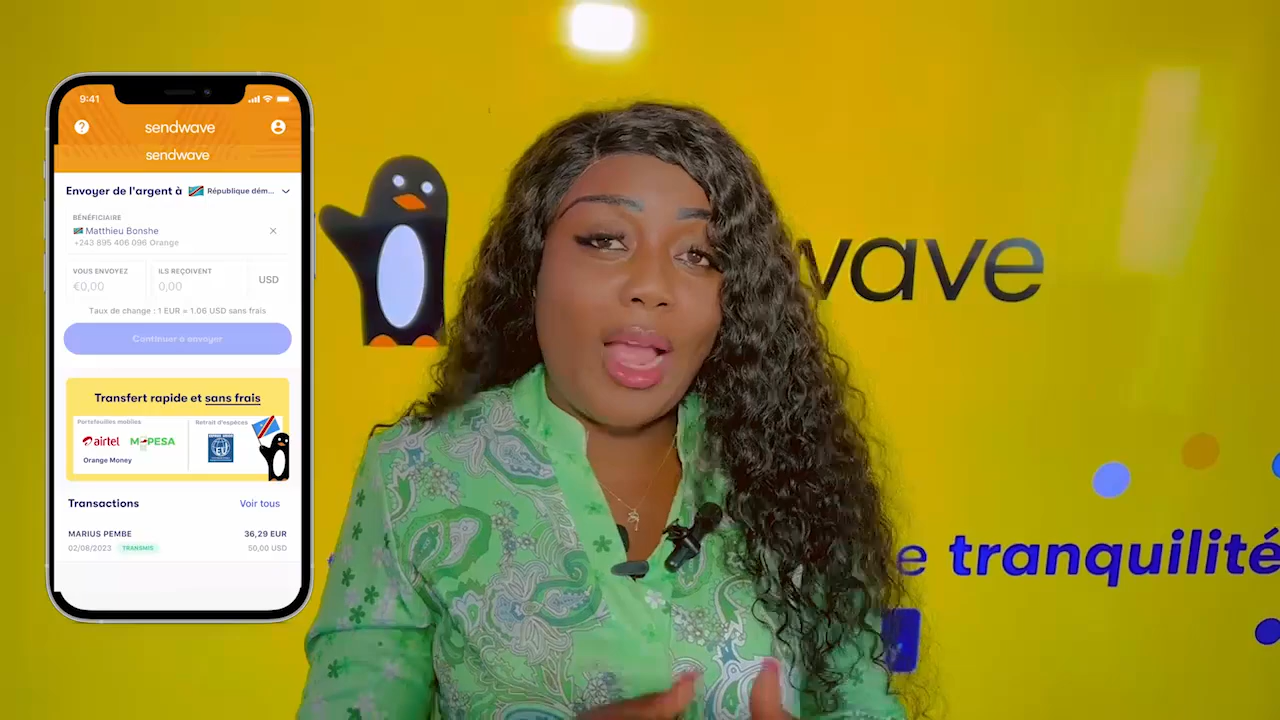 9:41
sendwave
sendwave
Envoyer de l'argent à République dém...
BÉNÉFICIAIRE
Matthieu Bonshe
+243 895 406 096 Orange
VOUS ENVOYEZ
ILS REÇOIVENT
€0,00
0,00
USD
Taux de change : 1 EUR = 1.06 USD sans frais
Continuer à envoyer
Transfert rapide et sans frais
Portefeuilles mobiles
Retrait d'espèces
airtel
M-PESA
Orange Money
Transactions
Voir tous
MARIUS PEMBE
36,29 EUR
02/08/2023
TRANSMIS
50,00 USD
wave
e tranquilité